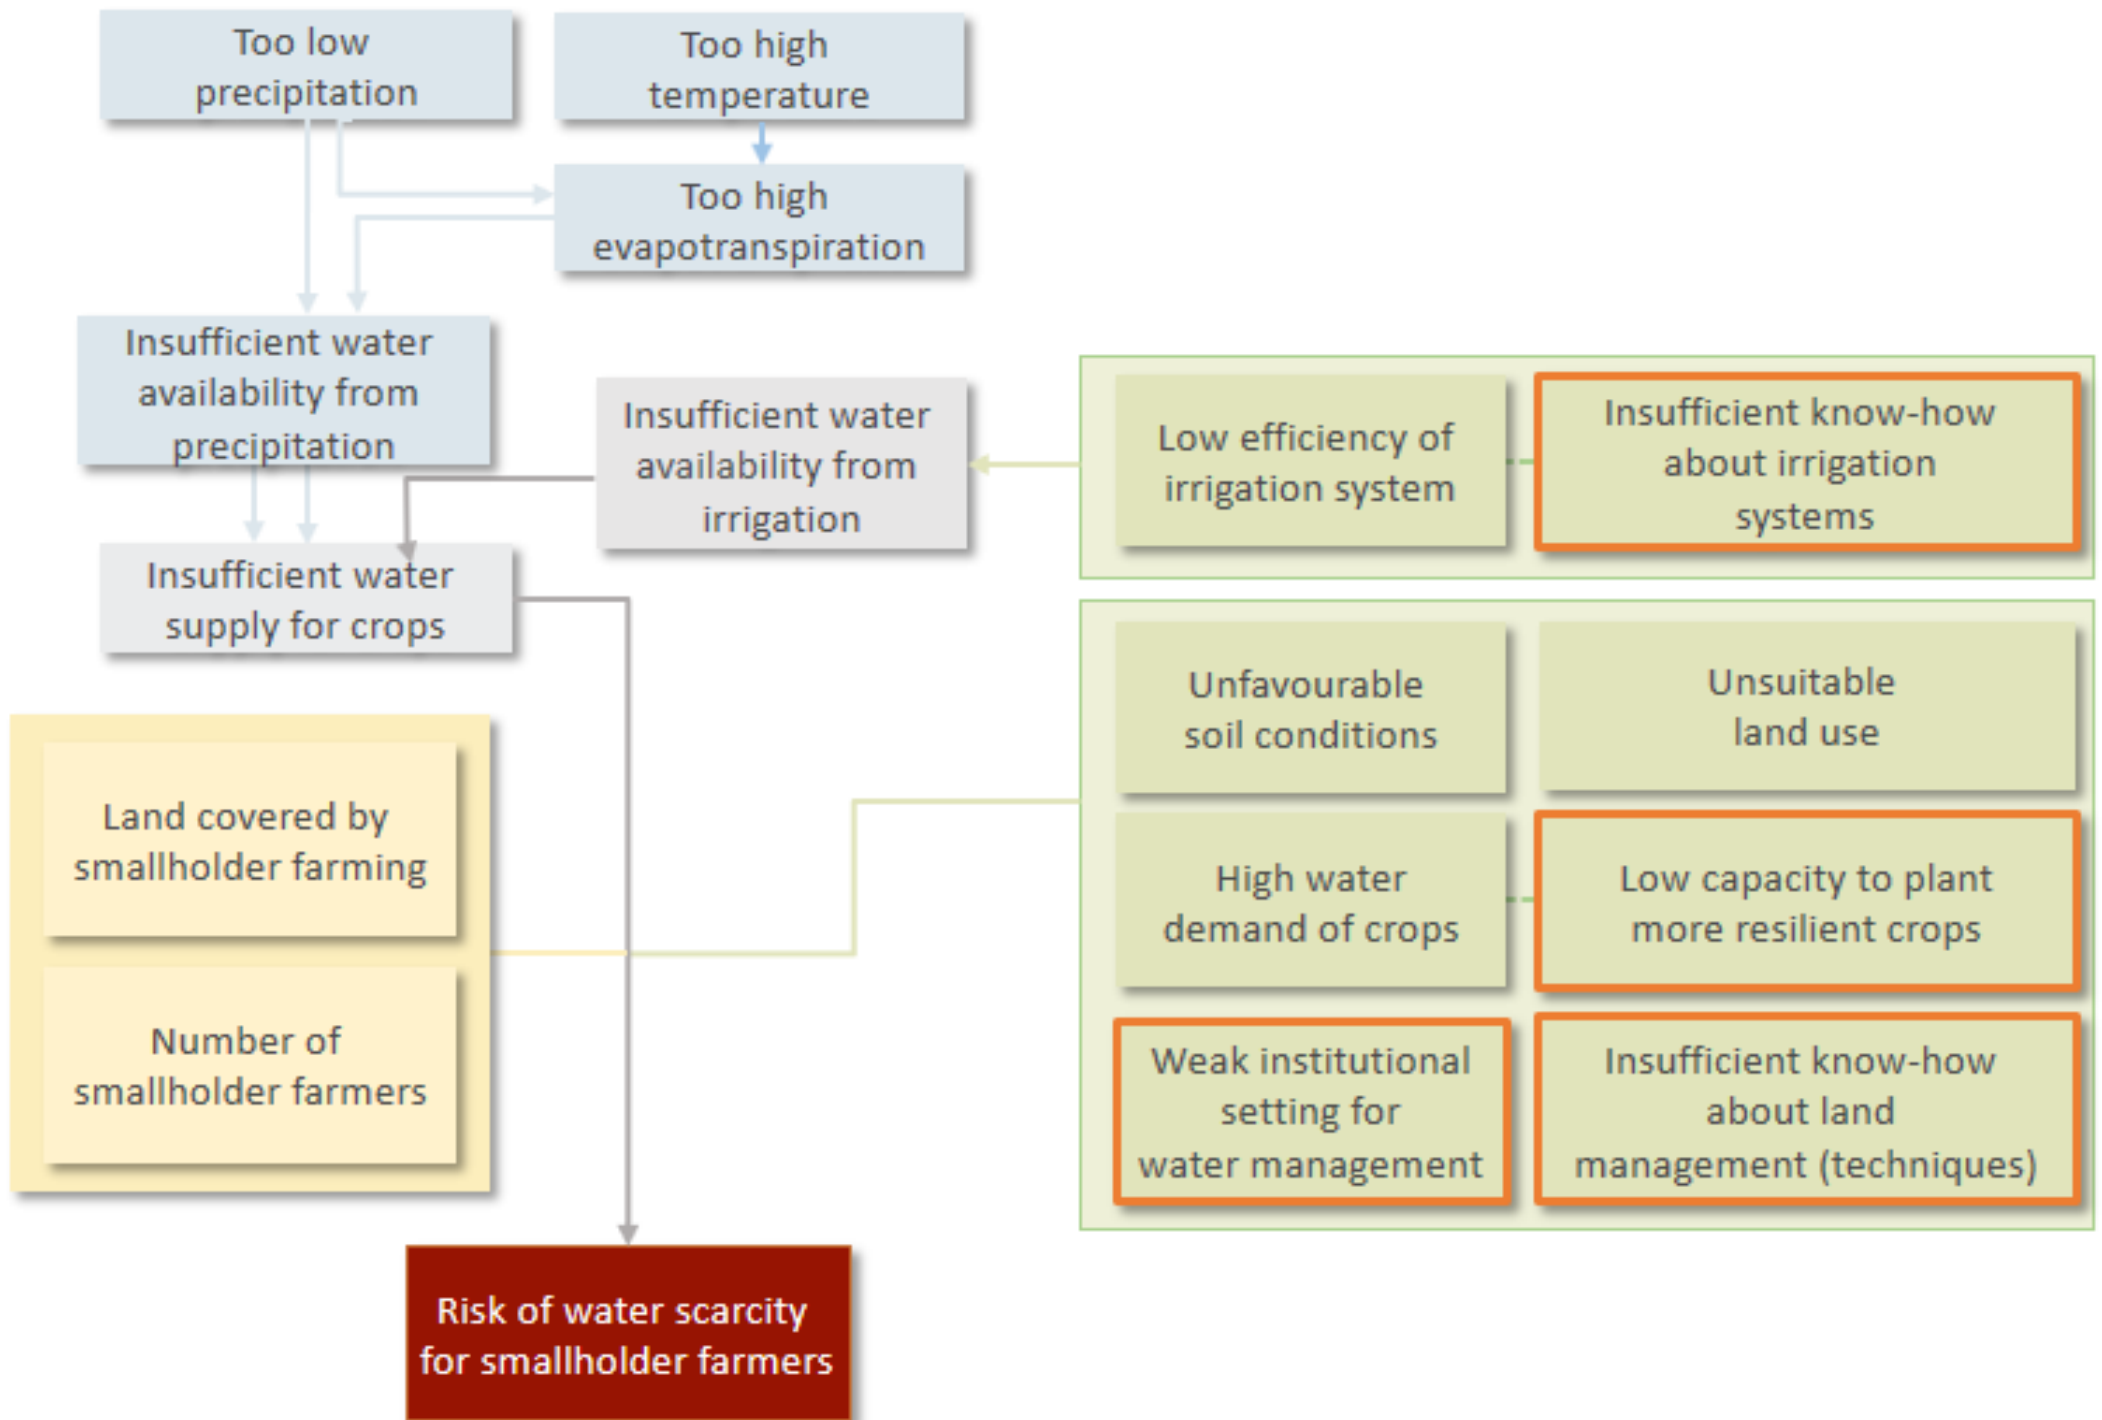 Too low
precipitation
Too high
temperature
Too high
evapotranspiration
Insufficient water
availability from
precipitation
Insufficient water
availability from
irrigation
Low efficiency of
irrigation system
Insufficient know-how
about irrigation
systems
Insufficient water
supply for crops
Unfavourable
soil conditions
Unsuitable
land use
Land covered by
smallholder farming
High water
demand of crops
Low capacity to plant
more resilient crops
Number of
smallholder farmers
Weak institutional
setting for
water management
Insufficient know-how
about land
management (techniques)
Risk of water scarcity
for smallholder farmers